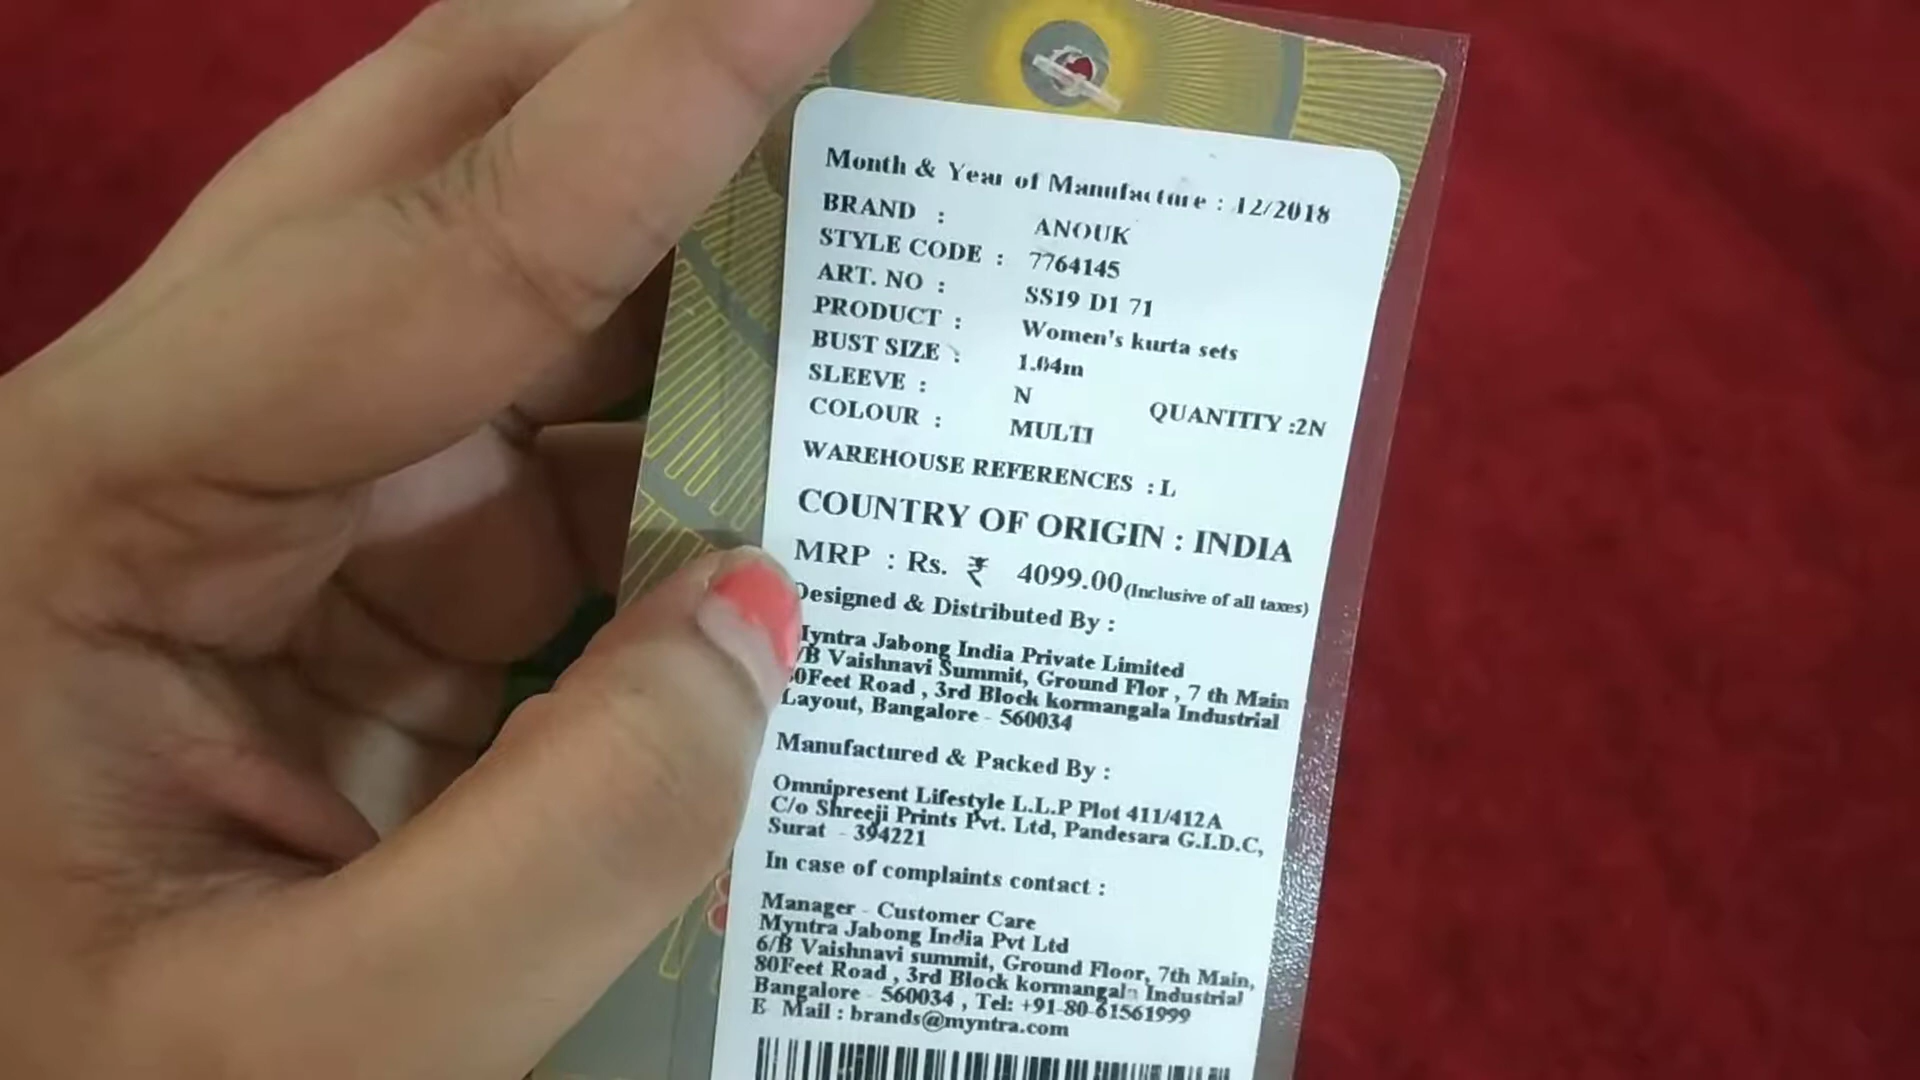 Month & Year of Manufacture : 12/2018
BRAND : ANOUK
STYLE CODE : 7764145
ART. NO : SS19 D1 71
PRODUCT : Women's kurta sets
BUST SIZE : 1.04m
SLEEVE : N QUANTITY :2N
COLOUR : MULTI
WAREHOUSE REFERENCES : L
COUNTRY OF ORIGIN : INDIA
MRP : Rs. ₹ 4099.00(Inclusive of all taxes)
Designed & Distributed By :
Myntra Jabong India Private Limited
/B Vaishnavi Summit, Ground Flor , 7 th Main
0Feet Road , 3rd Block kormangala Industrial
Layout, Bangalore - 560034
Manufactured & Packed By :
Omnipresent Lifestyle L.L.P Plot 411/412A
C/o Shreeji Prints Pvt. Ltd, Pandesara G.I.D.C,
Surat - 394221
In case of complaints contact :
Manager - Customer Care
Myntra Jabong India Pvt Ltd
6/B Vaishnavi summit, Ground Floor, 7th Main,
80Feet Road , 3rd Block kormangala Industrial
Bangalore - 560034 , Tel: +91-80-61561999
E Mail : brands@myntra.com